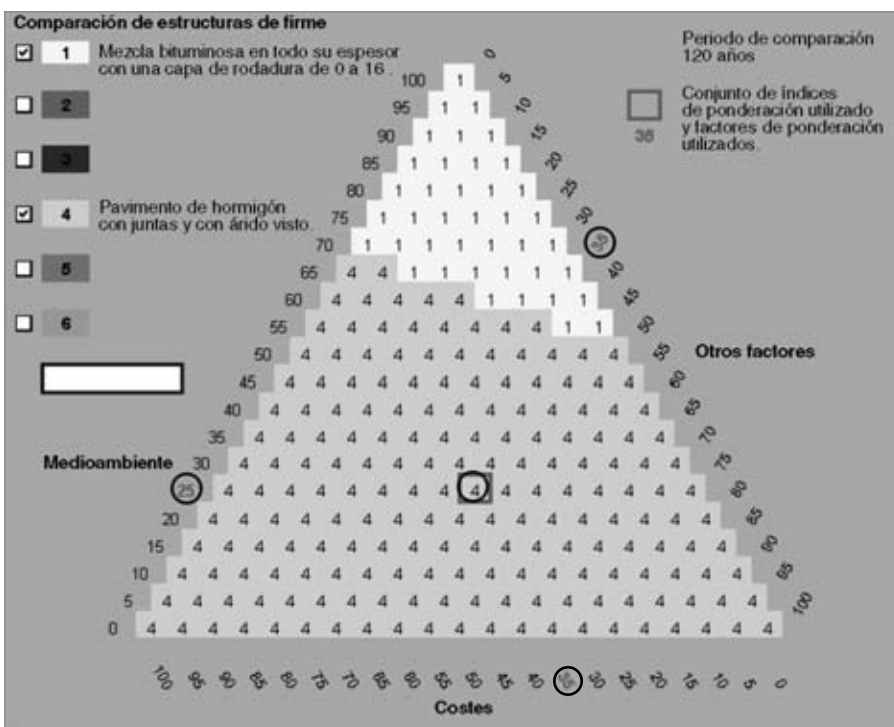 Comparación de estructuras de firme
1 Mezcla bituminosa en todo su espesor
con una capa de rodadura de 0 a 16 .
2
3
4 Pavimento de hormigón
con juntas y con árido visto.
5
6
Periodo de comparación
120 años
Conjunto de índices
de ponderación utilizado
y factores de ponderación
utilizados.
Otros factores
Medioambiente
100 1 0
95 1 1 5
90 1 1 1 10
85 1 1 1 1 15
80 1 1 1 1 1 20
75 1 1 1 1 1 1 25
70 1 1 1 1 1 1 1 30
65 4 4 1 1 1 1 1 1 35
60 4 4 4 4 4 1 1 1 1 40
55 4 4 4 4 4 4 4 4 1 1 45
50 4 4 4 4 4 4 4 4 4 4 4 50
45 4 4 4 4 4 4 4 4 4 4 4 4 55
40 4 4 4 4 4 4 4 4 4 4 4 4 4 60
35 4 4 4 4 4 4 4 4 4 4 4 4 4 4 65
30 4 4 4 4 4 4 4 4 4 4 4 4 4 4 4 70
25 4 4 4 4 4 4 4 4 4 4 4 4 4 4 4 4 75
20 4 4 4 4 4 4 4 4 4 4 4 4 4 4 4 4 4 80
15 4 4 4 4 4 4 4 4 4 4 4 4 4 4 4 4 4 4 85
10 4 4 4 4 4 4 4 4 4 4 4 4 4 4 4 4 4 4 4 90
5 4 4 4 4 4 4 4 4 4 4 4 4 4 4 4 4 4 4 4 4 95
0 4 4 4 4 4 4 4 4 4 4 4 4 4 4 4 4 4 4 4 4 4 100
100 95 90 85 80 75 70 65 60 55 50 45 40 35 30 25 20 15 10 5 0
Costes